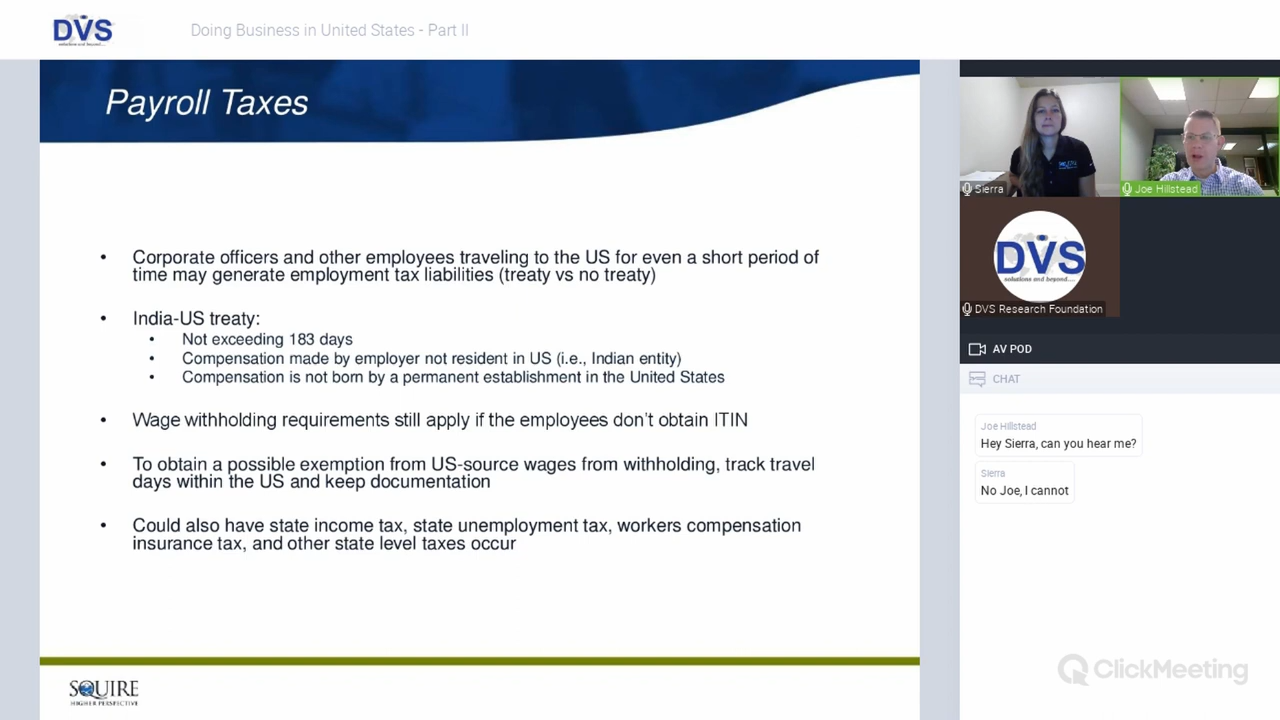 DVS
solutions and beyond....
Doing Business in United States - Part II
Payroll Taxes
• Corporate officers and other employees traveling to the US for even a short period of
time may generate employment tax liabilities (treaty vs no treaty)
• India-US treaty:
• Not exceeding 183 days
• Compensation made by employer not resident in US (i.e., Indian entity)
• Compensation is not born by a permanent establishment in the United States
• Wage withholding requirements still apply if the employees don't obtain ITIN
• To obtain a possible exemption from US-source wages from withholding, track travel
days within the US and keep documentation
• Could also have state income tax, state unemployment tax, workers compensation
insurance tax, and other state level taxes occur
SQUIRE
HIGHER PERSPECTIVE
Sierra
Joe Hillstead
DVS
solutions and beyond....
DVS Research Foundation
AV POD
CHAT
Joe Hillstead
Hey Sierra, can you hear me?
Sierra
No Joe, I cannot
ClickMeeting